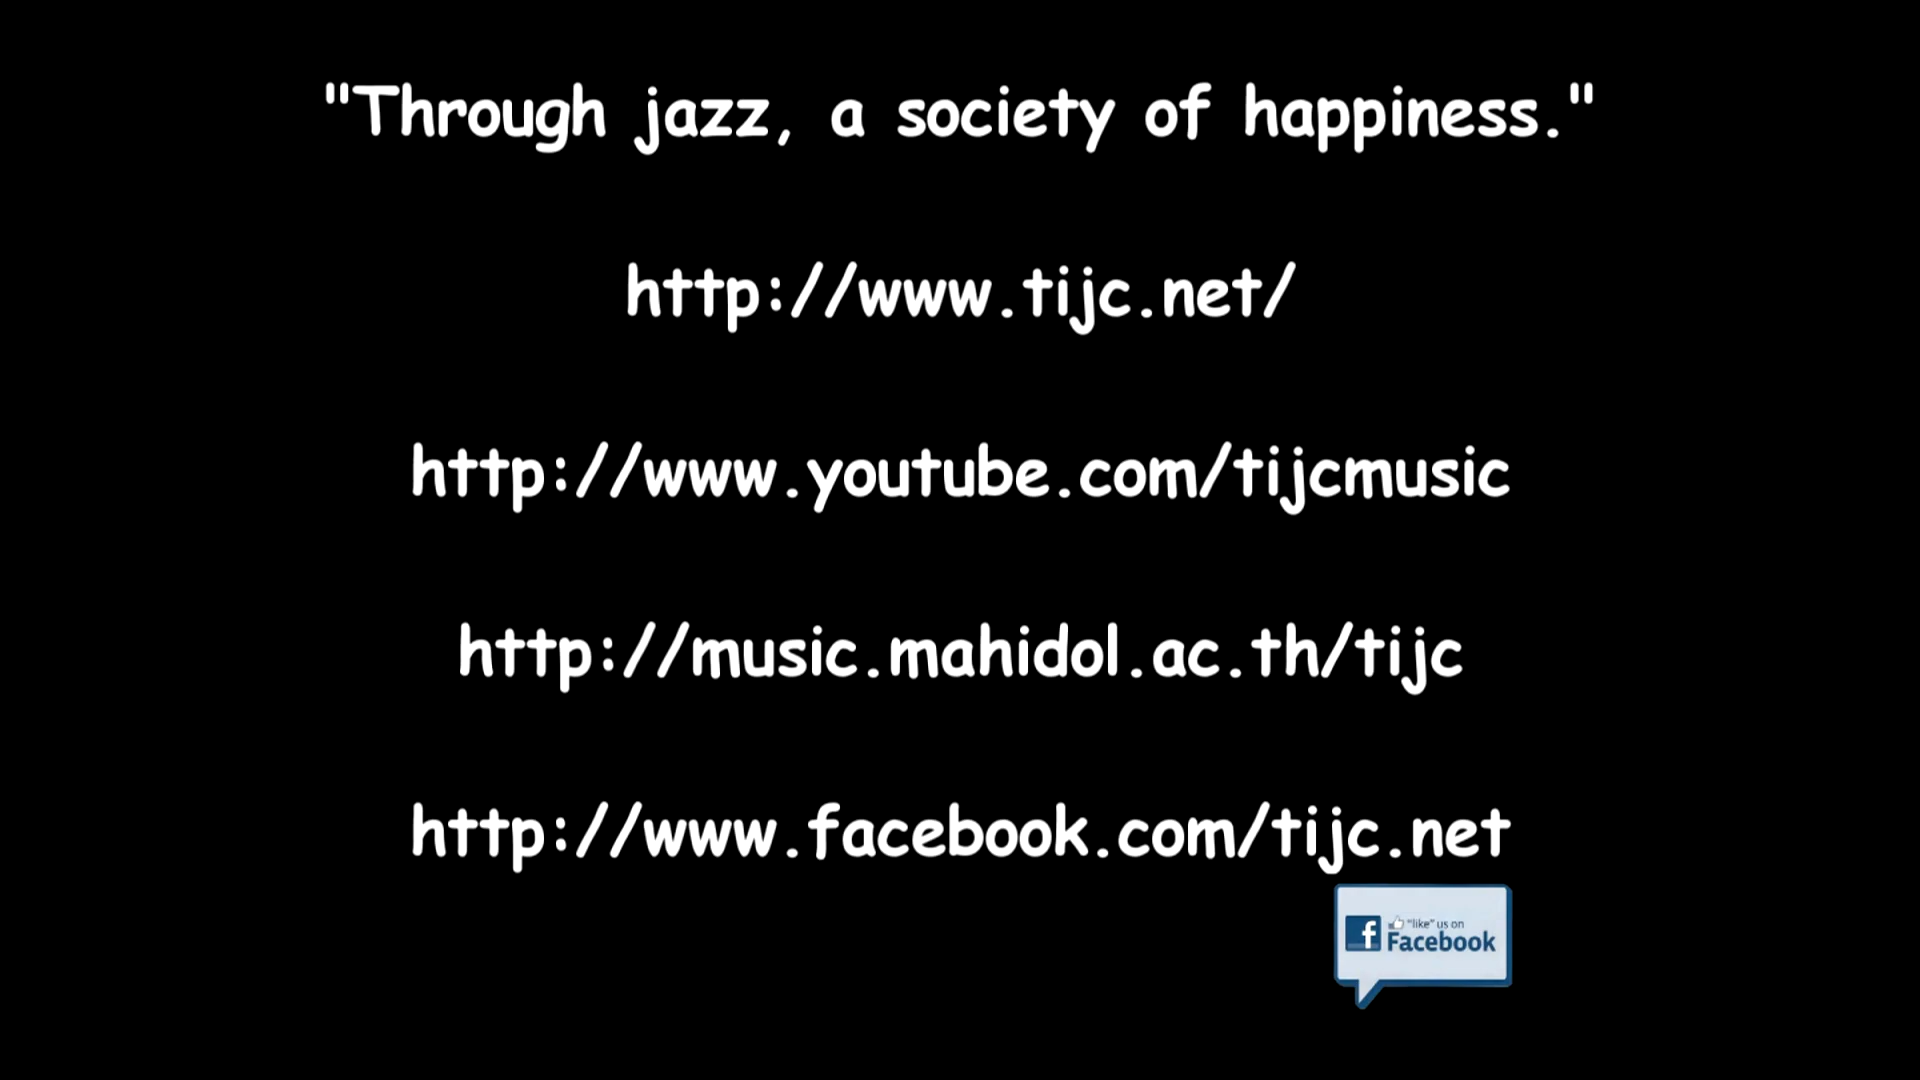 "Through jazz, a society of happiness."
http://www.tijc.net/
http://www.youtube.com/tijcmusic
http://music.mahidol.ac.th/tijc
http://www.facebook.com/tijc.net
f
"like" us on
Facebook